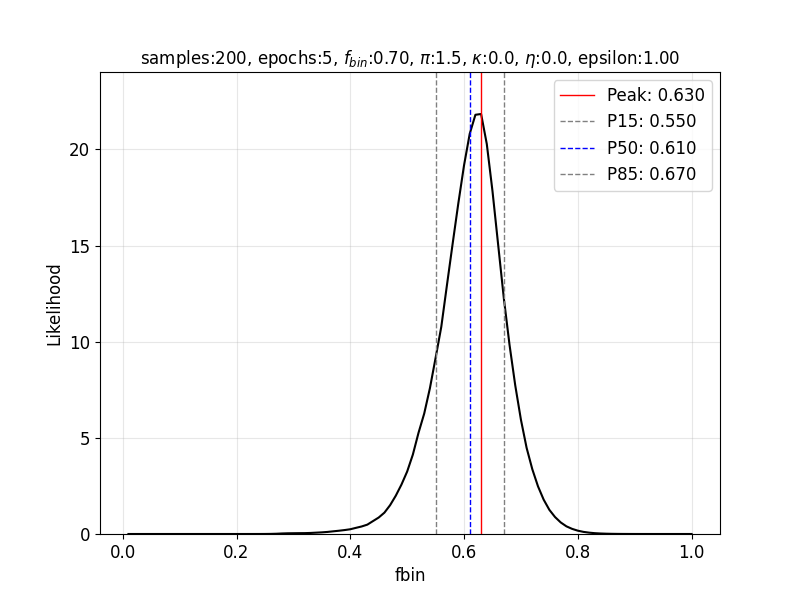 samples:200, epochs:5, f_bin:0.70, π:1.5, κ:0.0, η:0.0, epsilon:1.00
Peak: 0.630
P15: 0.550
P50: 0.610
P85: 0.670
20
15
10
5
0
Likelihood
0.0 0.2 0.4 0.6 0.8 1.0
fbin